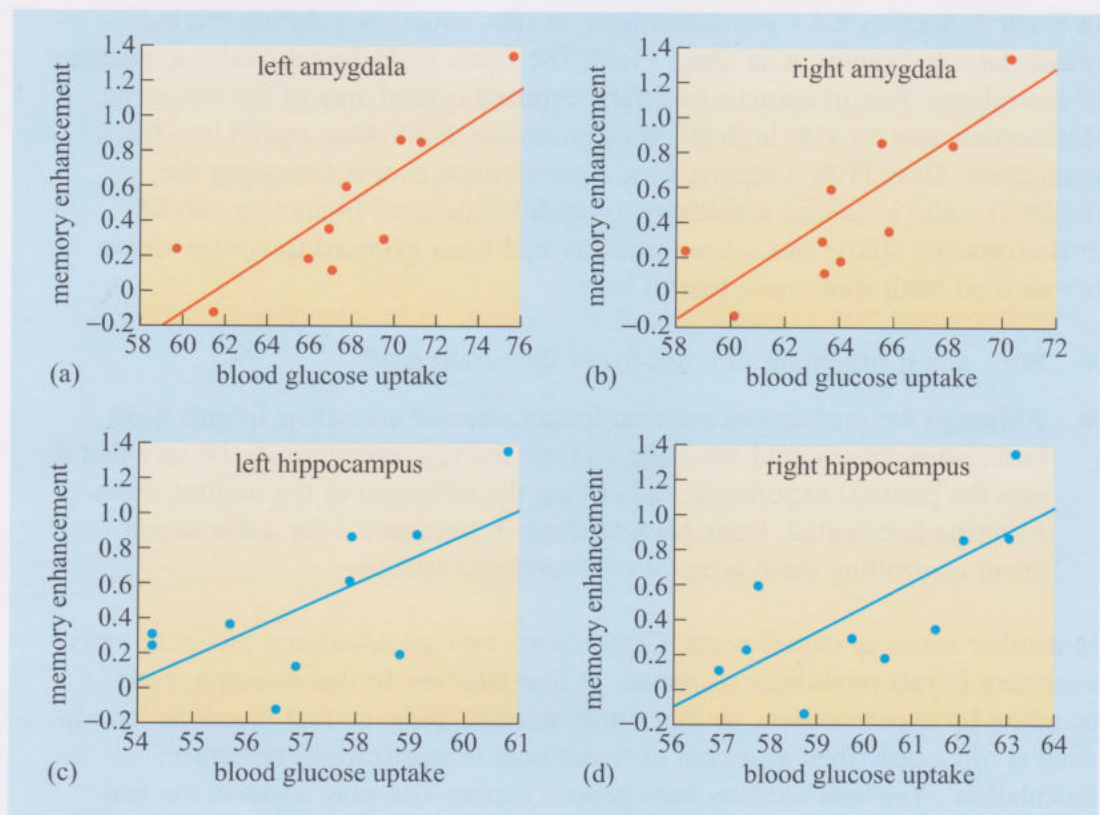 1.4
1.2
1.0
0.8
0.6
0.4
0.2
0
–0.2
memory enhancement
left amygdala
58 60 62 64 66 68 70 72 74 76
(a)
blood glucose uptake
1.4
1.2
1.0
0.8
0.6
0.4
0.2
0
–0.2
memory enhancement
right amygdala
58 60 62 64 66 68 70 72
(b)
blood glucose uptake
1.4
1.2
1.0
0.8
0.6
0.4
0.2
0
–0.2
memory enhancement
left hippocampus
54 55 56 57 58 59 60 61
(c)
blood glucose uptake
1.4
1.2
1.0
0.8
0.6
0.4
0.2
0
–0.2
memory enhancement
right hippocampus
56 57 58 59 60 61 62 63 64
(d)
blood glucose uptake